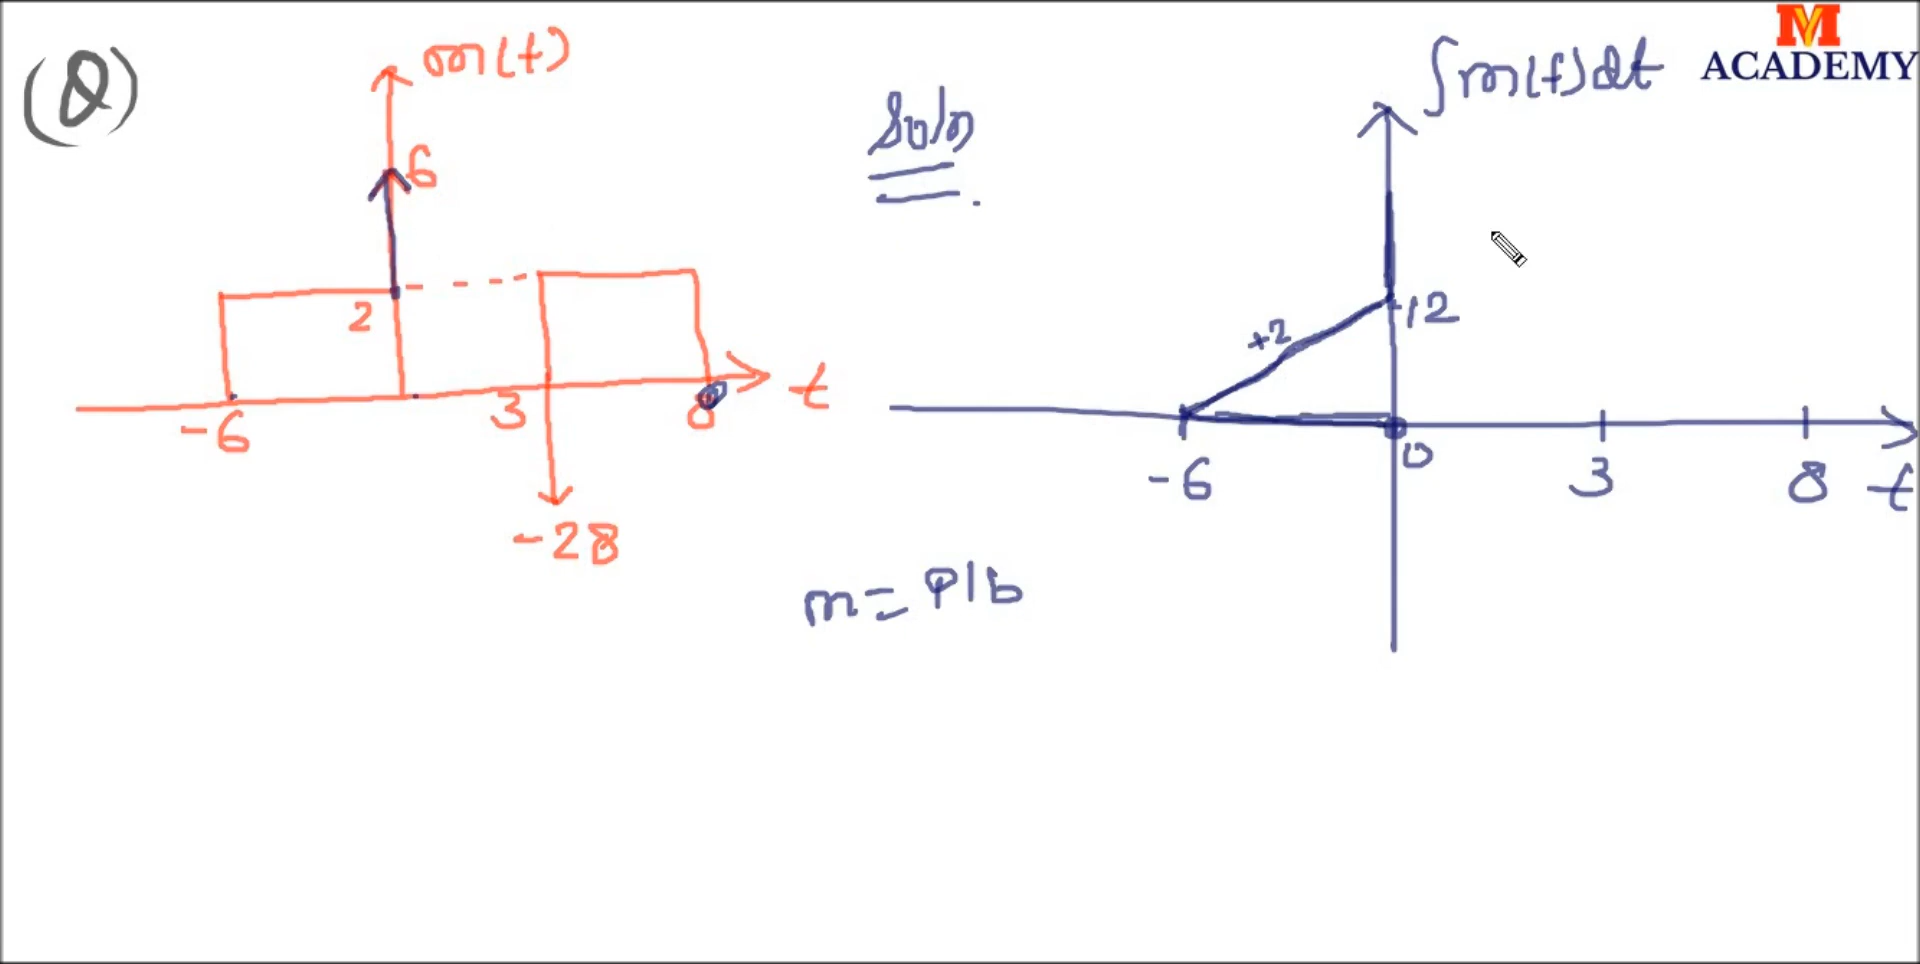 (Q)
m(t)
6
2
-6
3
8
t
-28
Soln
∫m(t)dt
M
ACADEMY
12
+2
-6
0
3
8
t
m = P/b